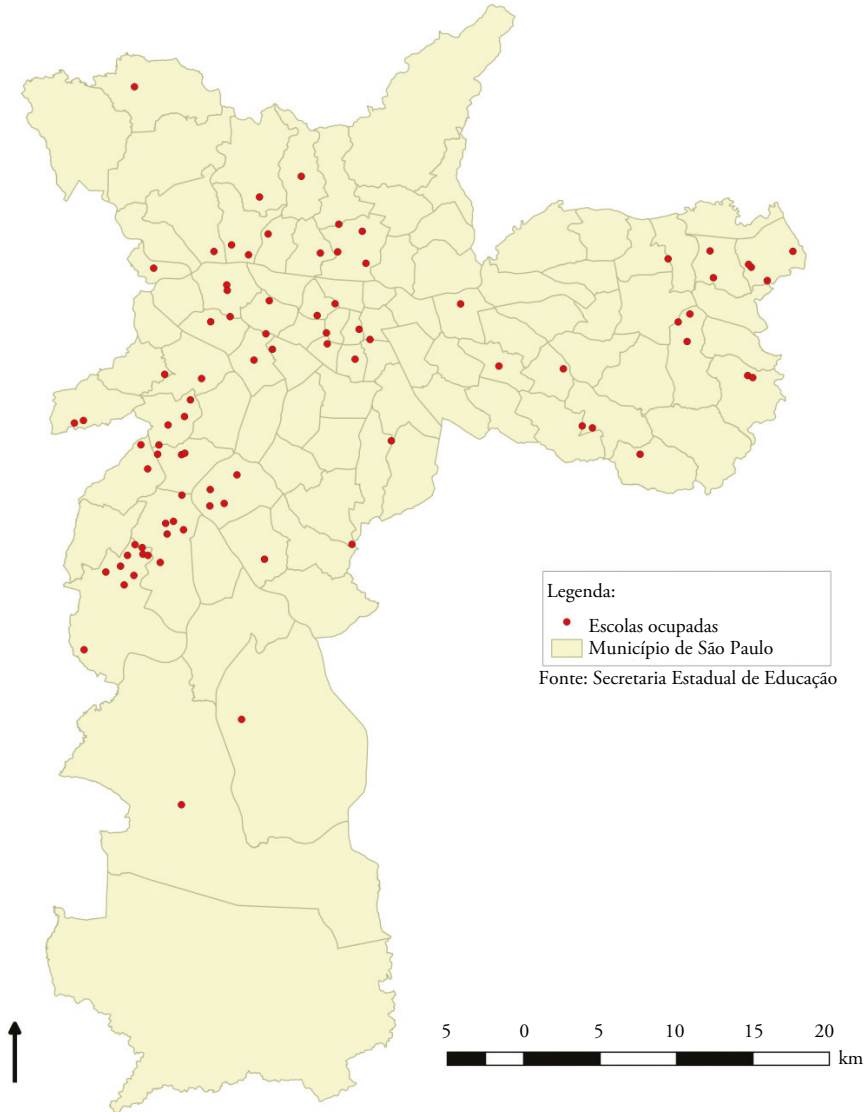 Legenda:
Escolas ocupadas
Município de São Paulo
Fonte: Secretaria Estadual de Educação
5 0 5 10 15 20
km